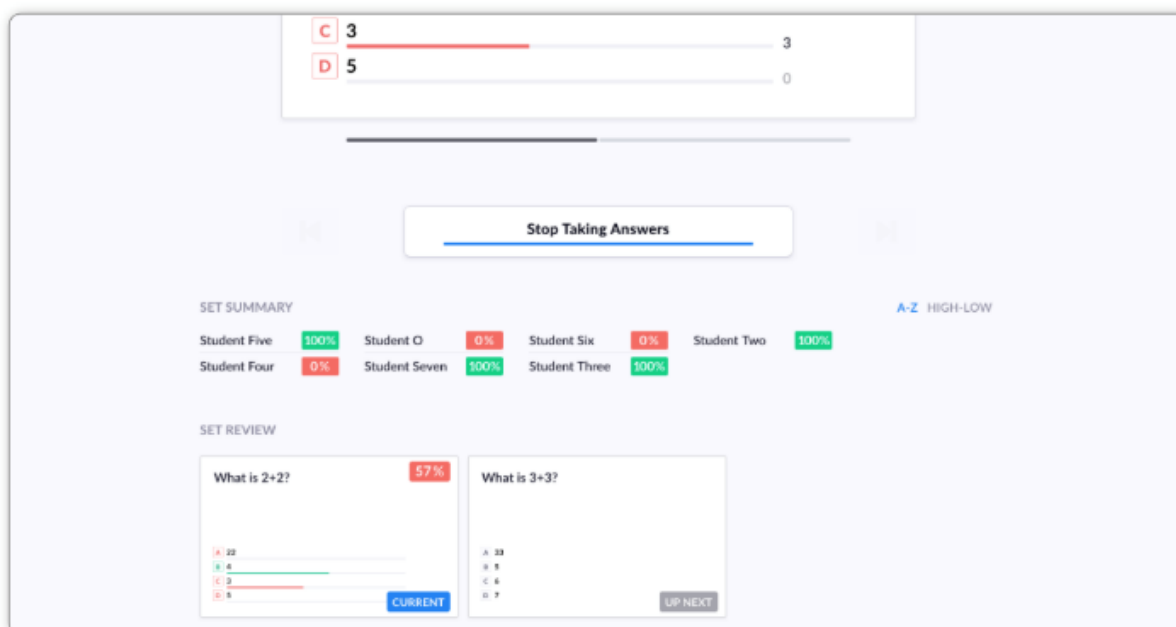 C 3 3
D 5 0
Stop Taking Answers
SET SUMMARY A-Z HIGH-LOW
Student Five 100% Student O 0% Student Six 0% Student Two 100%
Student Four 0% Student Seven 100% Student Three 100%
SET REVIEW
What is 2+2? 57%
A 22
B 4
C 3
D 5
CURRENT
What is 3+3?
A 33
B 5
C 6
D 7
UP NEXT